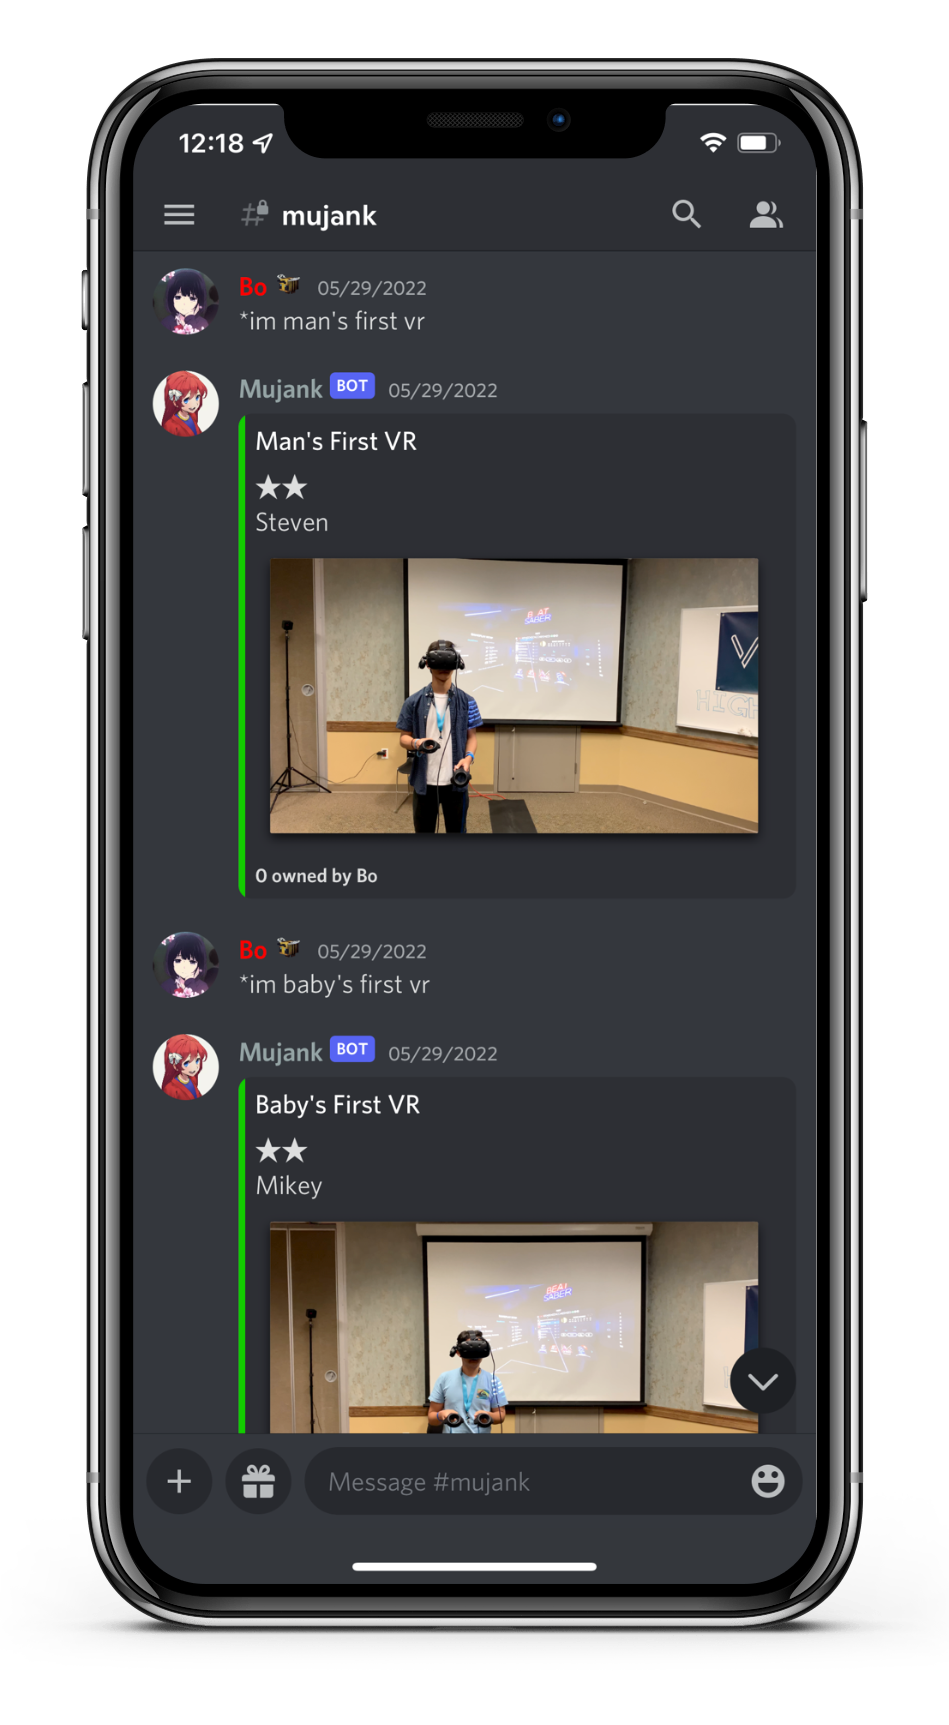 12:18
mujank
Bo 05/29/2022
*im man's first vr
Mujank BOT 05/29/2022
Man's First VR
★★
Steven
BEAT
SABER
HIGH
0 owned by Bo
Bo 05/29/2022
*im baby's first vr
Mujank BOT 05/29/2022
Baby's First VR
★★
Mikey
BEAT
SABER
Message #mujank